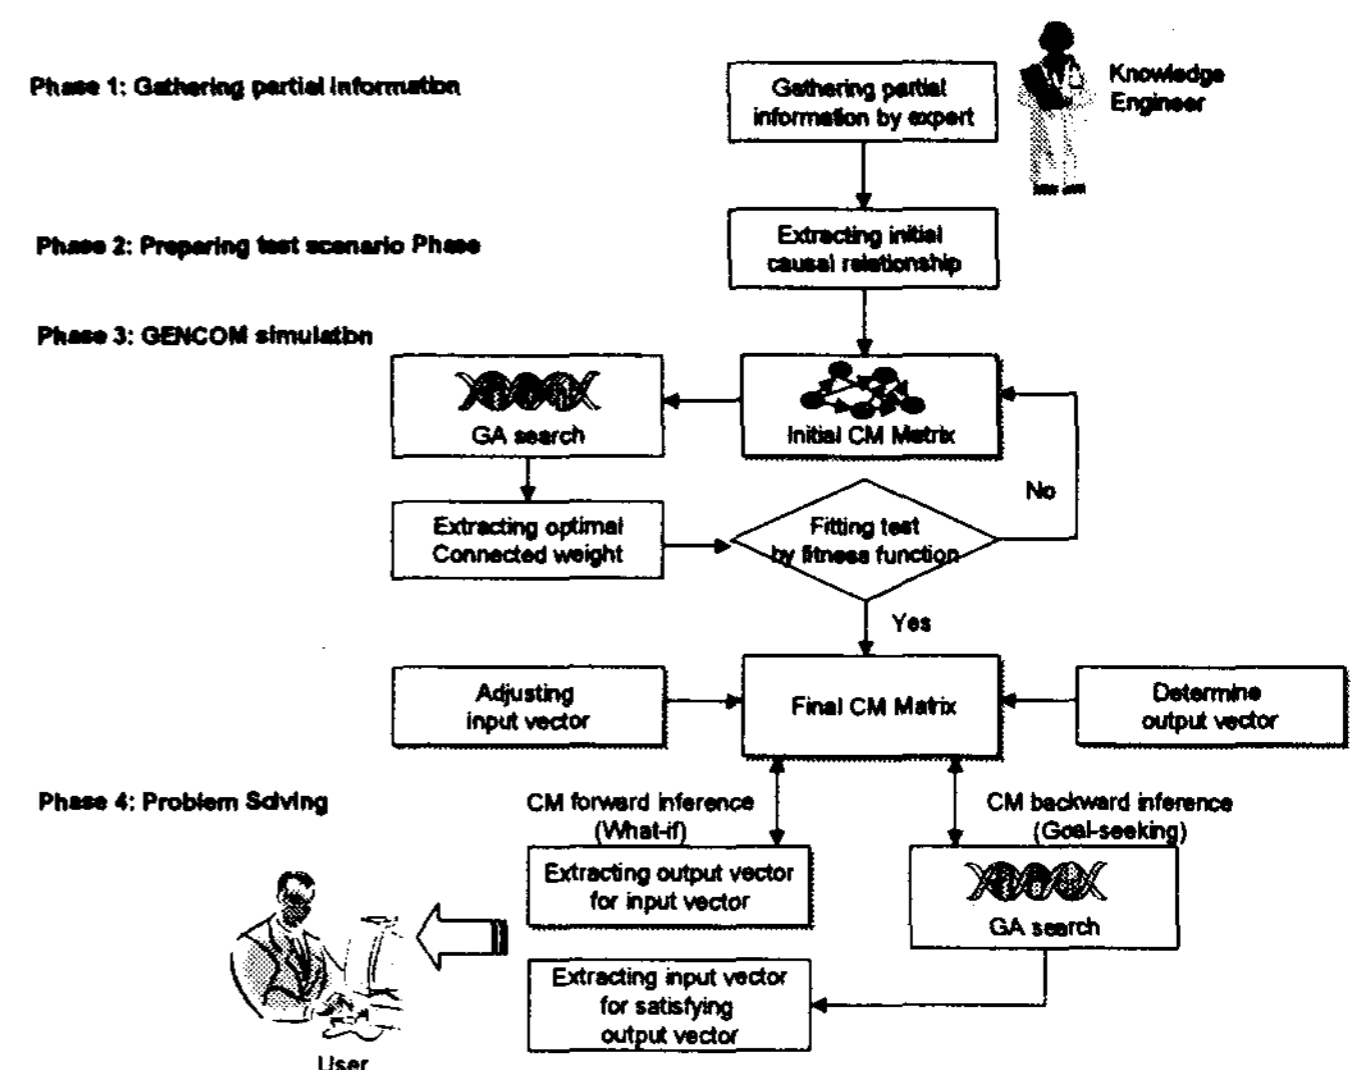 Phase 1: Gathering partial information
Gathering partial
information by expert
Knowledge
Engineer
Phase 2: Preparing test scenario Phase
Extracting initial
causal relationship
Phase 3: GENCOM simulation
GA search
Initial CM Matrix
No
Extracting optimal
Connected weight
Fitting test
by fitness function
Yes
Adjusting
input vector
Final CM Matrix
Determine
output vector
Phase 4: Problem Solving
CM forward inference
(What-if)
CM backward inference
(Goal-seeking)
Extracting output vector
for input vector
GA search
Extracting input vector
for satisfying
output vector
User